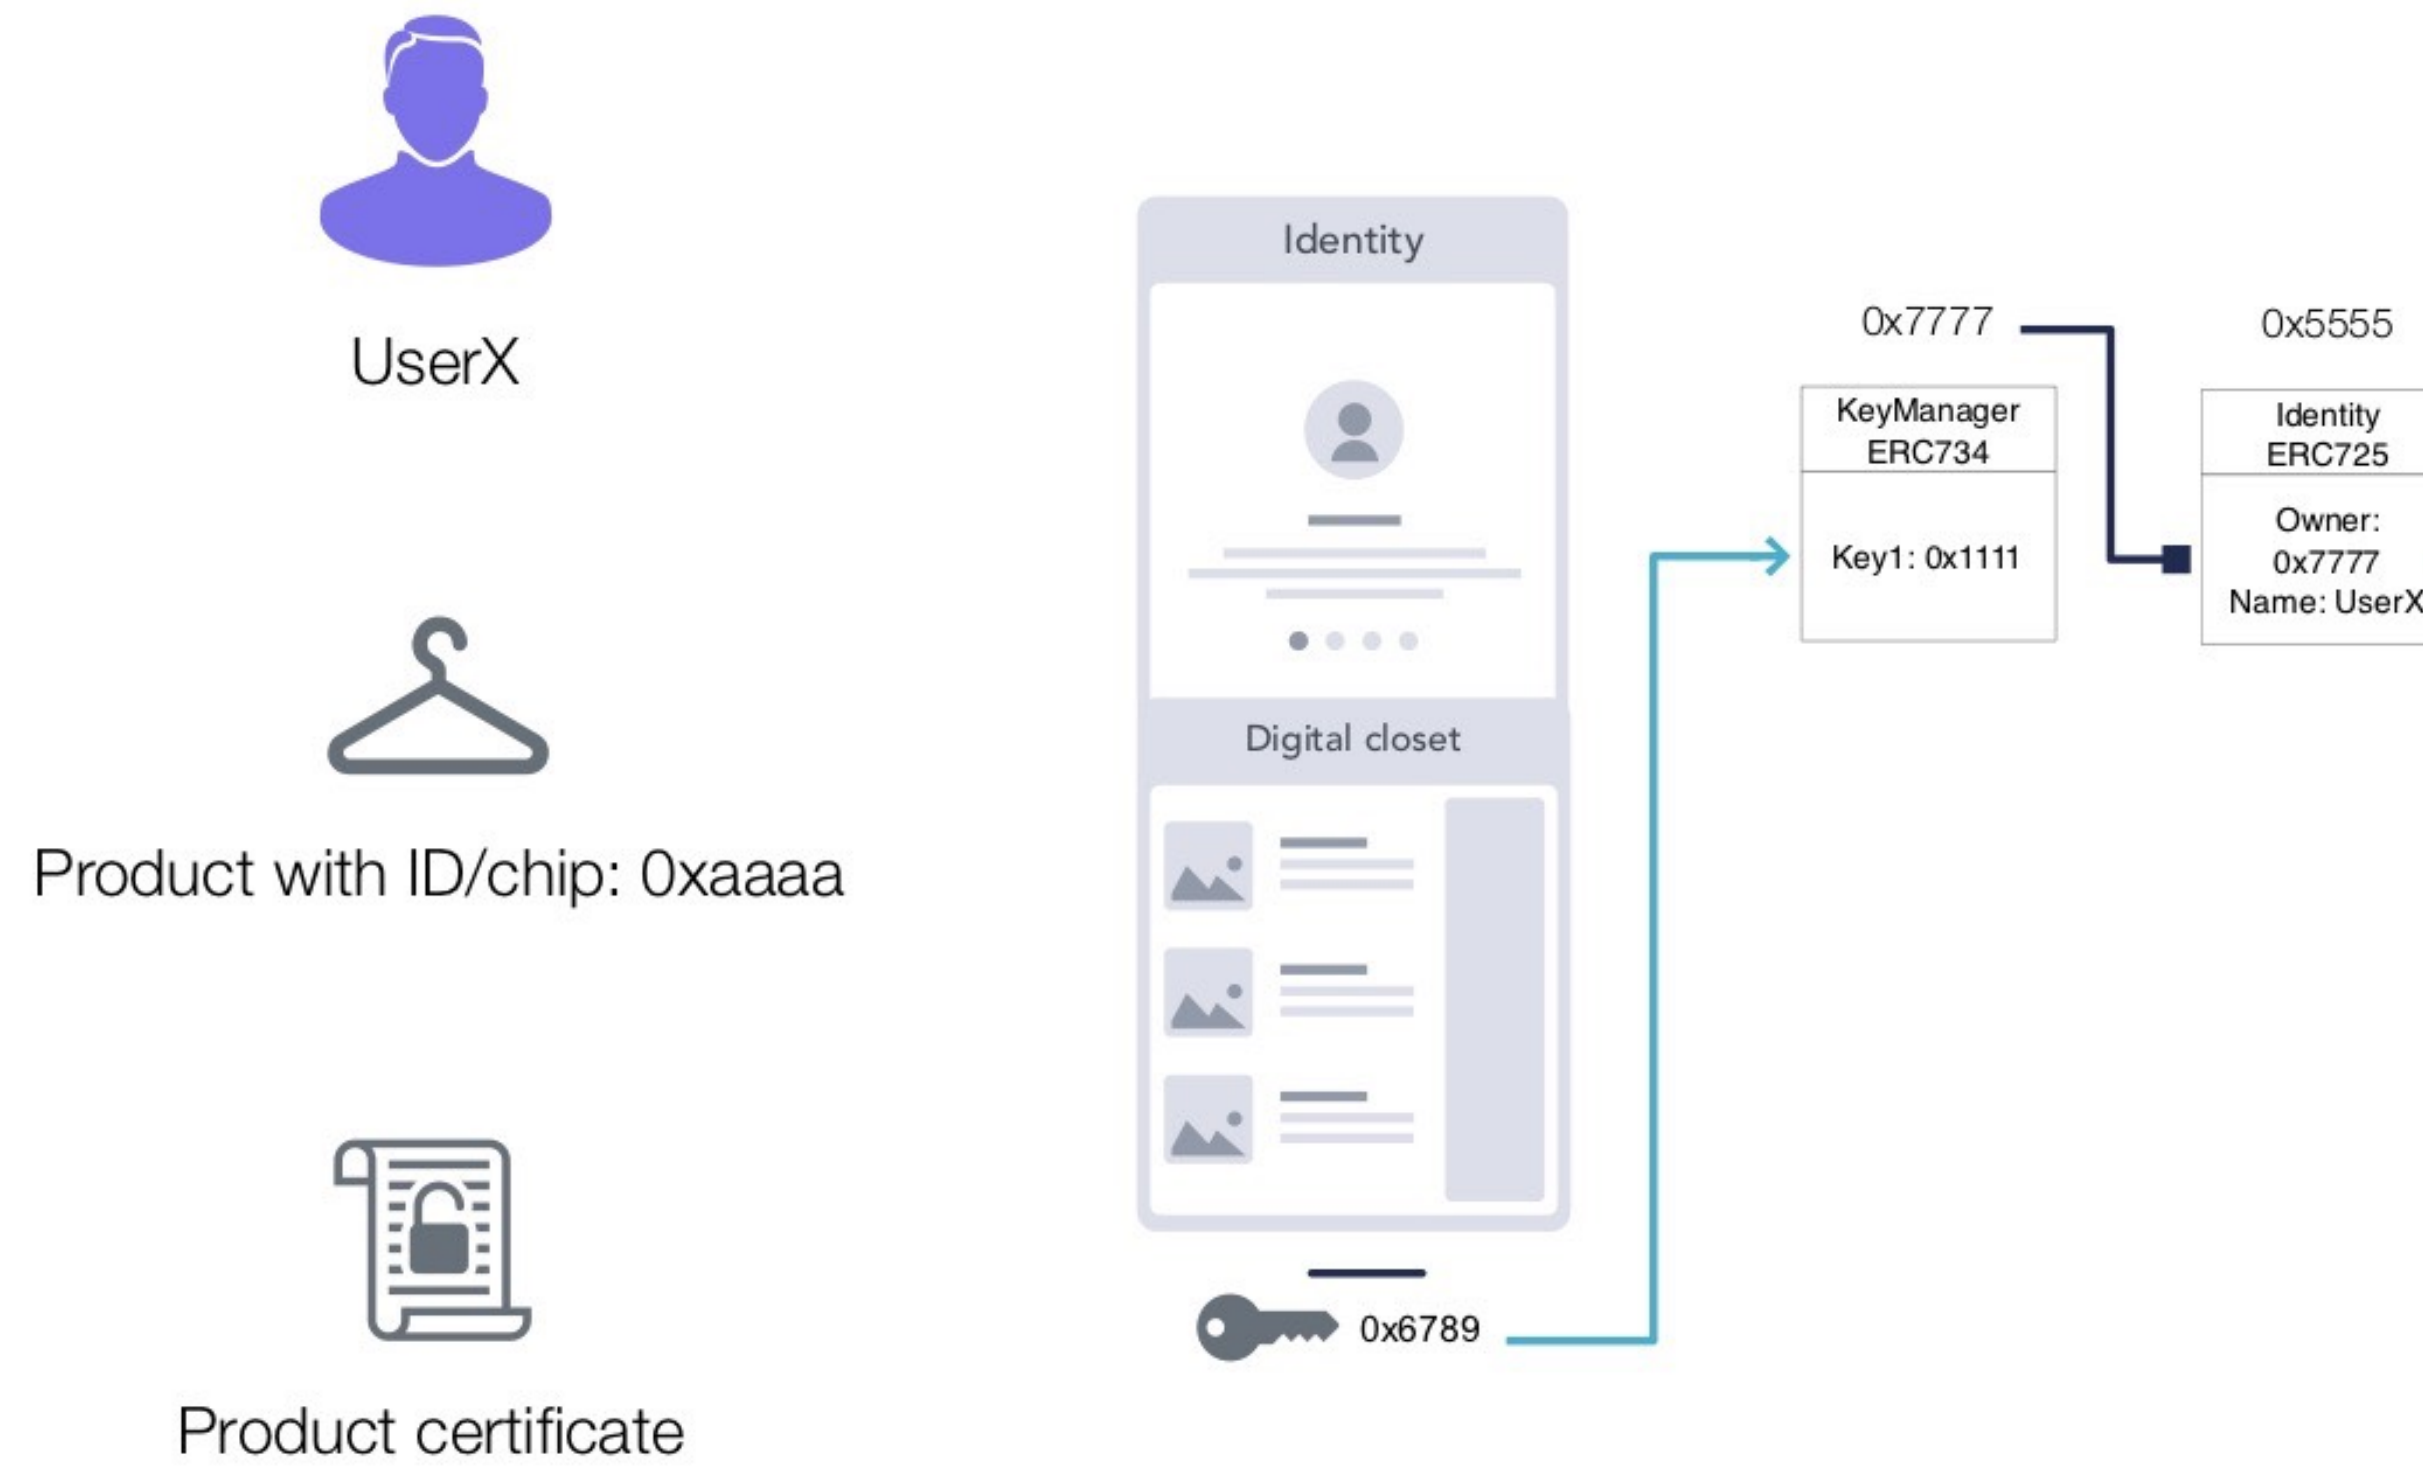 UserX
Product with ID/chip: 0xaaaa
Product certificate
Identity
Digital closet
0x6789
0x7777
KeyManager
ERC734
Key1: 0x1111
0x5555
Identity
ERC725
Owner:
0x7777
Name: UserX